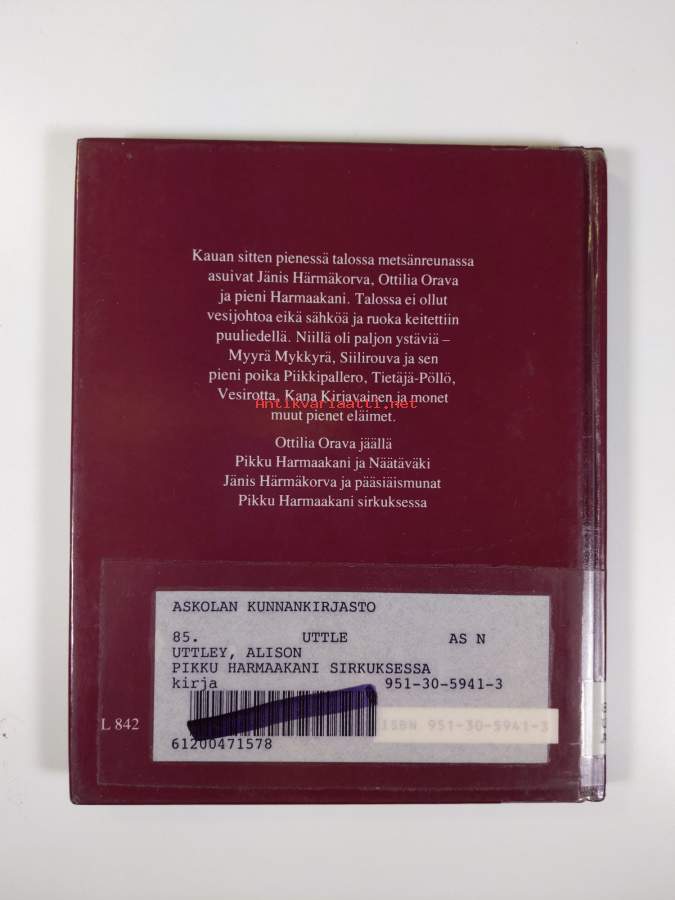 Kauan sitten pienessä talossa metsänreunassa
asuivat Jänis Härmäkorva, Ottilia Orava
ja pieni Harmaakani. Talossa ei ollut
vesijohtoa eikä sähköä ja ruoka keitettiin
puuliedellä. Niillä oli paljon ystäviä –
Myyrä Mykkyrä, Siilirouva ja sen
pieni poika Piikkipallero, Tietäjä-Pöllö,
Vesirotta, Kana Kirjavainen ja monet
Antikvariaatti.net
muut pienet eläimet.
Ottilia Orava jäällä
Pikku Harmaakani ja Näätäväki
Jänis Härmäkorva ja pääsiäismunat
Pikku Harmaakani sirkuksessa
ASKOLAN KUNNANKIRJASTO
85. UTTLE AS N
UTTLEY, ALISON
PIKKU HARMAAKANI SIRKUKSESSA
kirja 951-30-5941-3
L 842
ISBN 951-30-5941-3
61200471578